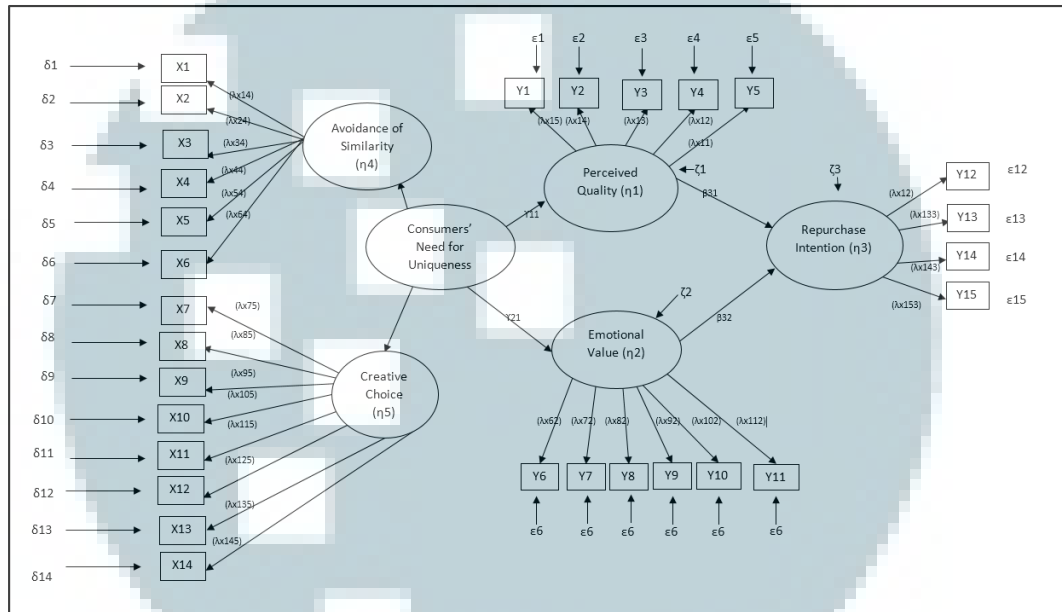 δ1
X1
δ2
X2
δ3
X3
δ4
X4
δ5
X5
δ6
X6
δ7
X7
δ8
X8
δ9
X9
δ10
X10
δ11
X11
δ12
X12
δ13
X13
δ14
X14
(λx14)
(λx24)
(λx34)
(λx44)
(λx54)
(λx64)
(λx75)
(λx85)
(λx95)
(λx105)
(λx115)
(λx125)
(λx135)
(λx145)
Avoidance of
Similarity
(η4)
Consumers'
Need for
Uniqueness
Creative
Choice
(η5)
ϒ11
ϒ21
ε1
ε2
ε3
ε4
ε5
Y1
Y2
Y3
Y4
Y5
(λx15)
(λx14)
(λx13)
(λx12)
(λx11)
Perceived
Quality (η1)
ζ1
β31
ζ2
β32
Emotional
Value (η2)
(λx62)
(λx72)
(λx82)
(λx92)
(λx102)
(λx112)
Y6
Y7
Y8
Y9
Y10
Y11
ε6
ε6
ε6
ε6
ε6
ε6
ζ3
Repurchase
Intention (η3)
(λx12)
(λx133)
(λx143)
(λx153)
Y12
ε12
Y13
ε13
Y14
ε14
Y15
ε15